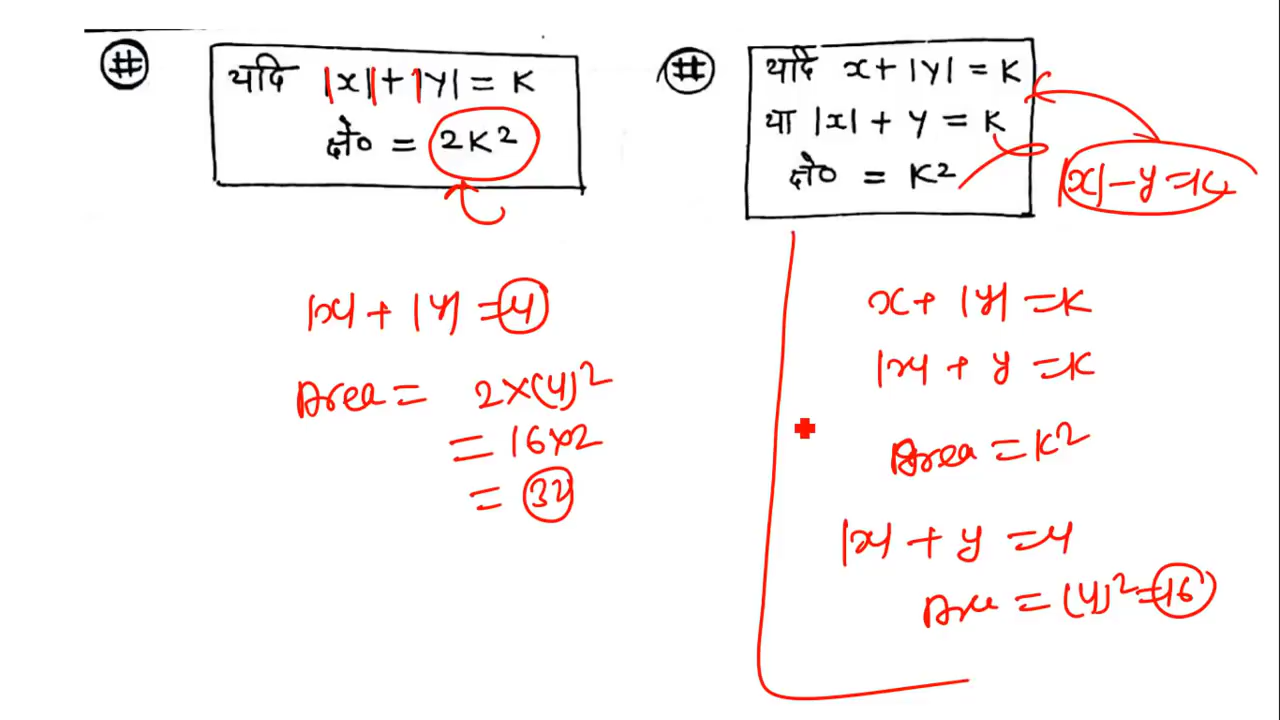 #
यदि |x| + |Y| = K
क्षे० = 2K²
#
यदि x + |Y| = K
या |x| + Y = K
क्षे० = K²
|x| - y = K
|x| + |y| = 4
Area = 2×(4)²
= 16×2
= 32
x + |y| = K
|x| + y = K
Area = K²
|x| + y = 4
Area = (4)² = 16